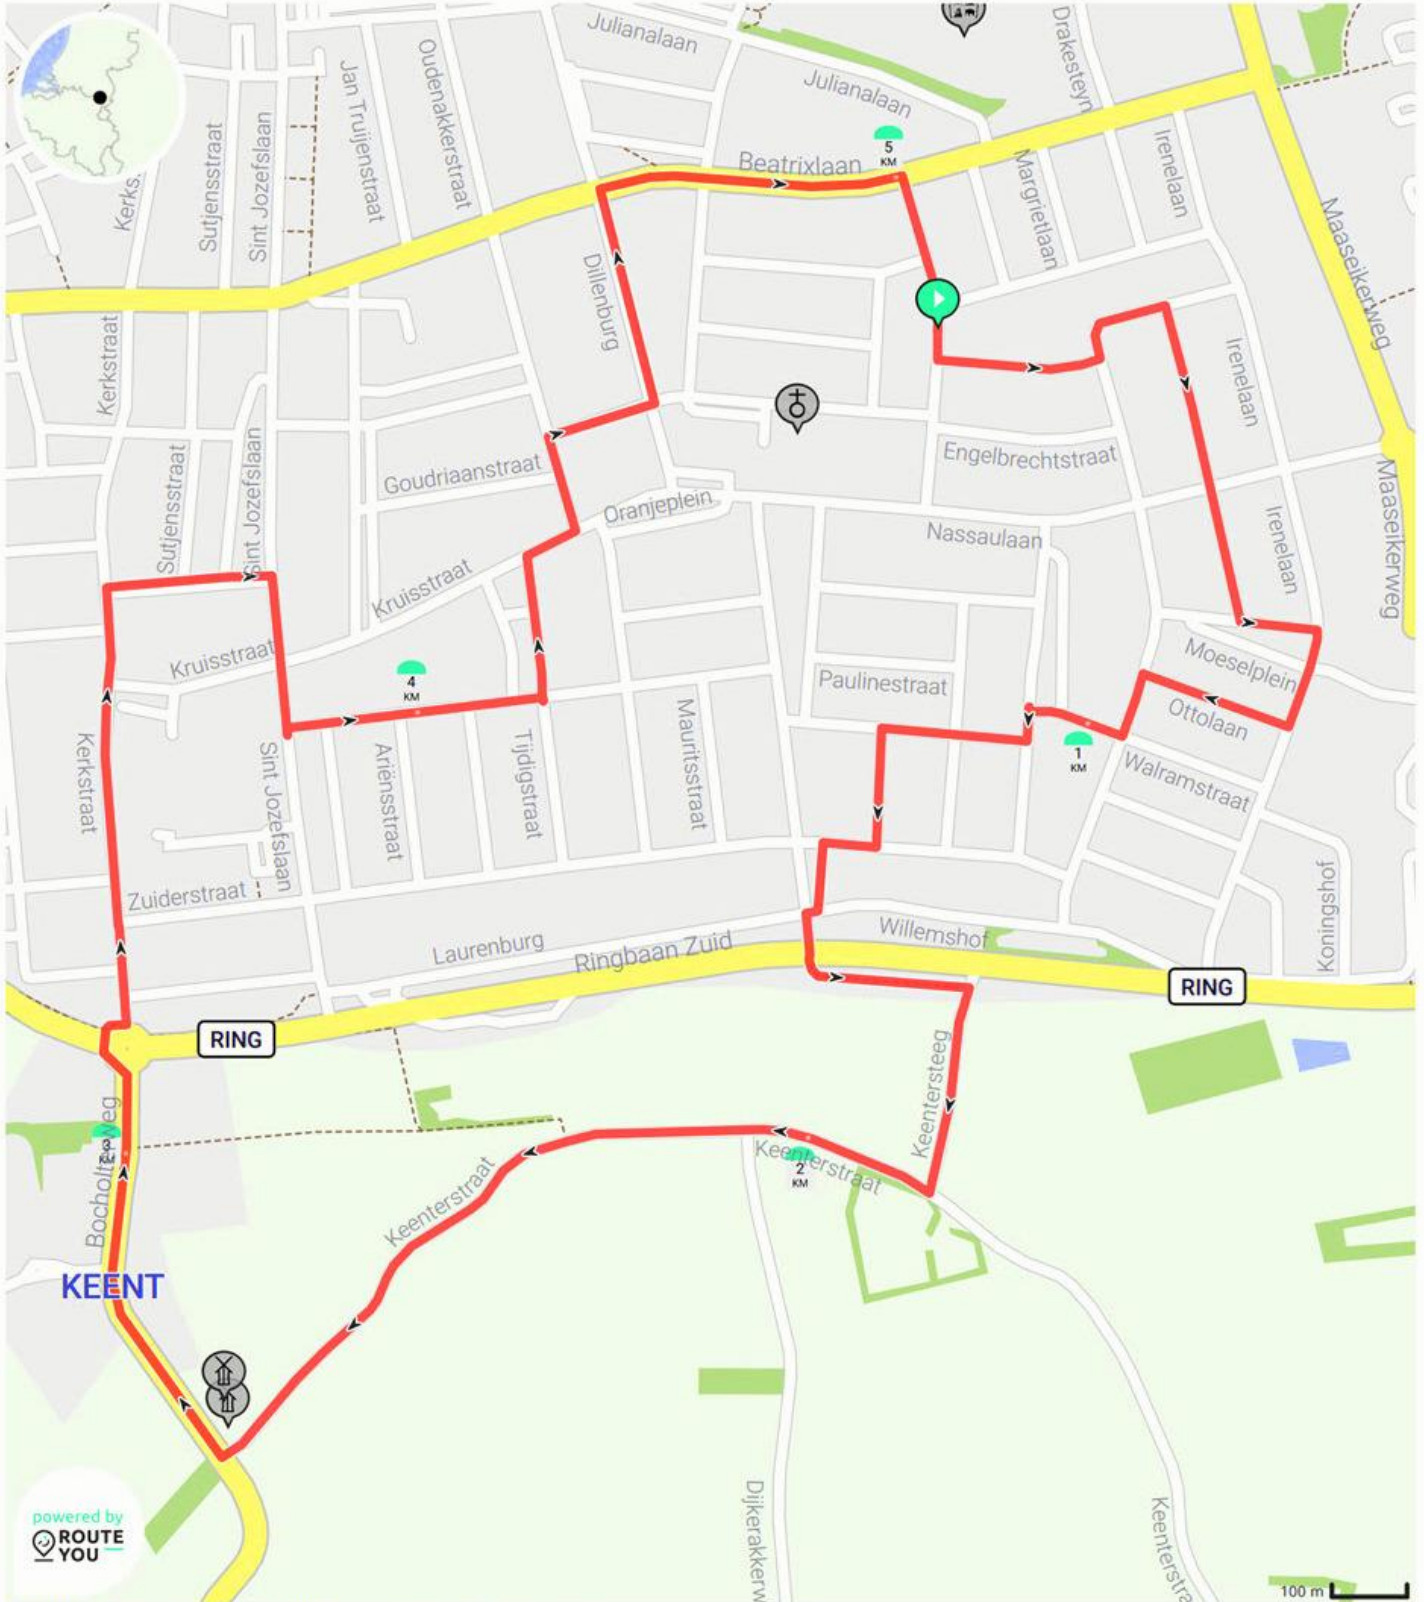 Julianalaan
Julianalaan
Drakesteyn
Oudenakkerstraat
Jan Truijenstraat
Sint Jozefslaan
Sutjensstraat
Kerks
5
KM
Beatrixlaan
Margrietlaan
Irenelaan
Maaseikerweg
Dillenburg
Kerkstraat
Irenelaan
Sutjensstraat
Sint Jozefslaan
Goudriaanstraat
Engelbrechtstraat
Maaseikerweg
Oranjeplein
Nassaulaan
Irenelaan
Kruisstraat
Kruisstraat
4
KM
Paulinestraat
Moeselplein
Ottolaan
Kerkstraat
Sint Jozefslaan
Ariënsstraat
Tijdigstraat
Mauritsstraat
1
KM
Walramstraat
Zuiderstraat
Koningshof
Laurenburg
Ringbaan Zuid
Willemshof
RING
RING
Keentersteeg
3
KM
Bocholterweg
Keenterstraat
2
KM
Keenterstraat
KEENT
Dijkerakkerw
Keenterstra
powered by
ROUTE
YOU
100 m